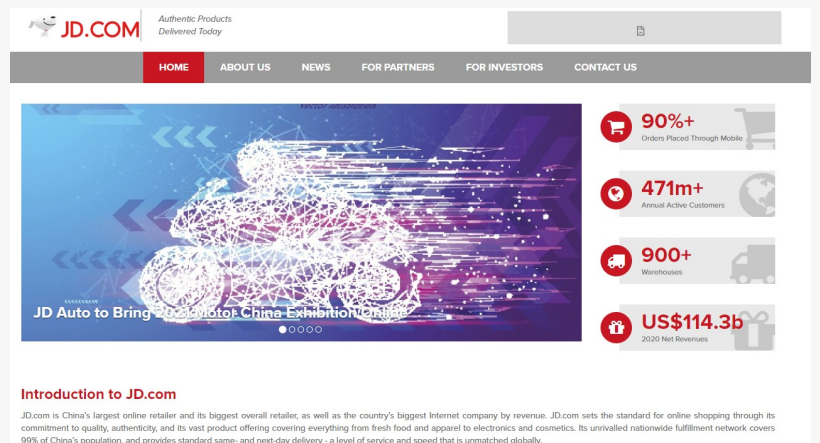 JD.COM
Authentic Products
Delivered Today
HOME ABOUT US NEWS FOR PARTNERS FOR INVESTORS CONTACT US
JD Auto to Bring 2021 Motor China Exhibition Online
90%+
Orders Placed Through Mobile
471m+
Annual Active Customers
900+
Warehouses
US$114.3b
2020 Net Revenues
Introduction to JD.com
JD.com is China's largest online retailer and its biggest overall retailer, as well as the country's biggest Internet company by revenue. JD.com sets the standard for online shopping through its
commitment to quality, authenticity, and its vast product offering covering everything from fresh food and apparel to electronics and cosmetics. Its unrivalled nationwide fulfillment network covers
99% of China's population, and provides standard same- and next-day delivery - a level of service and speed that is unmatched globally.